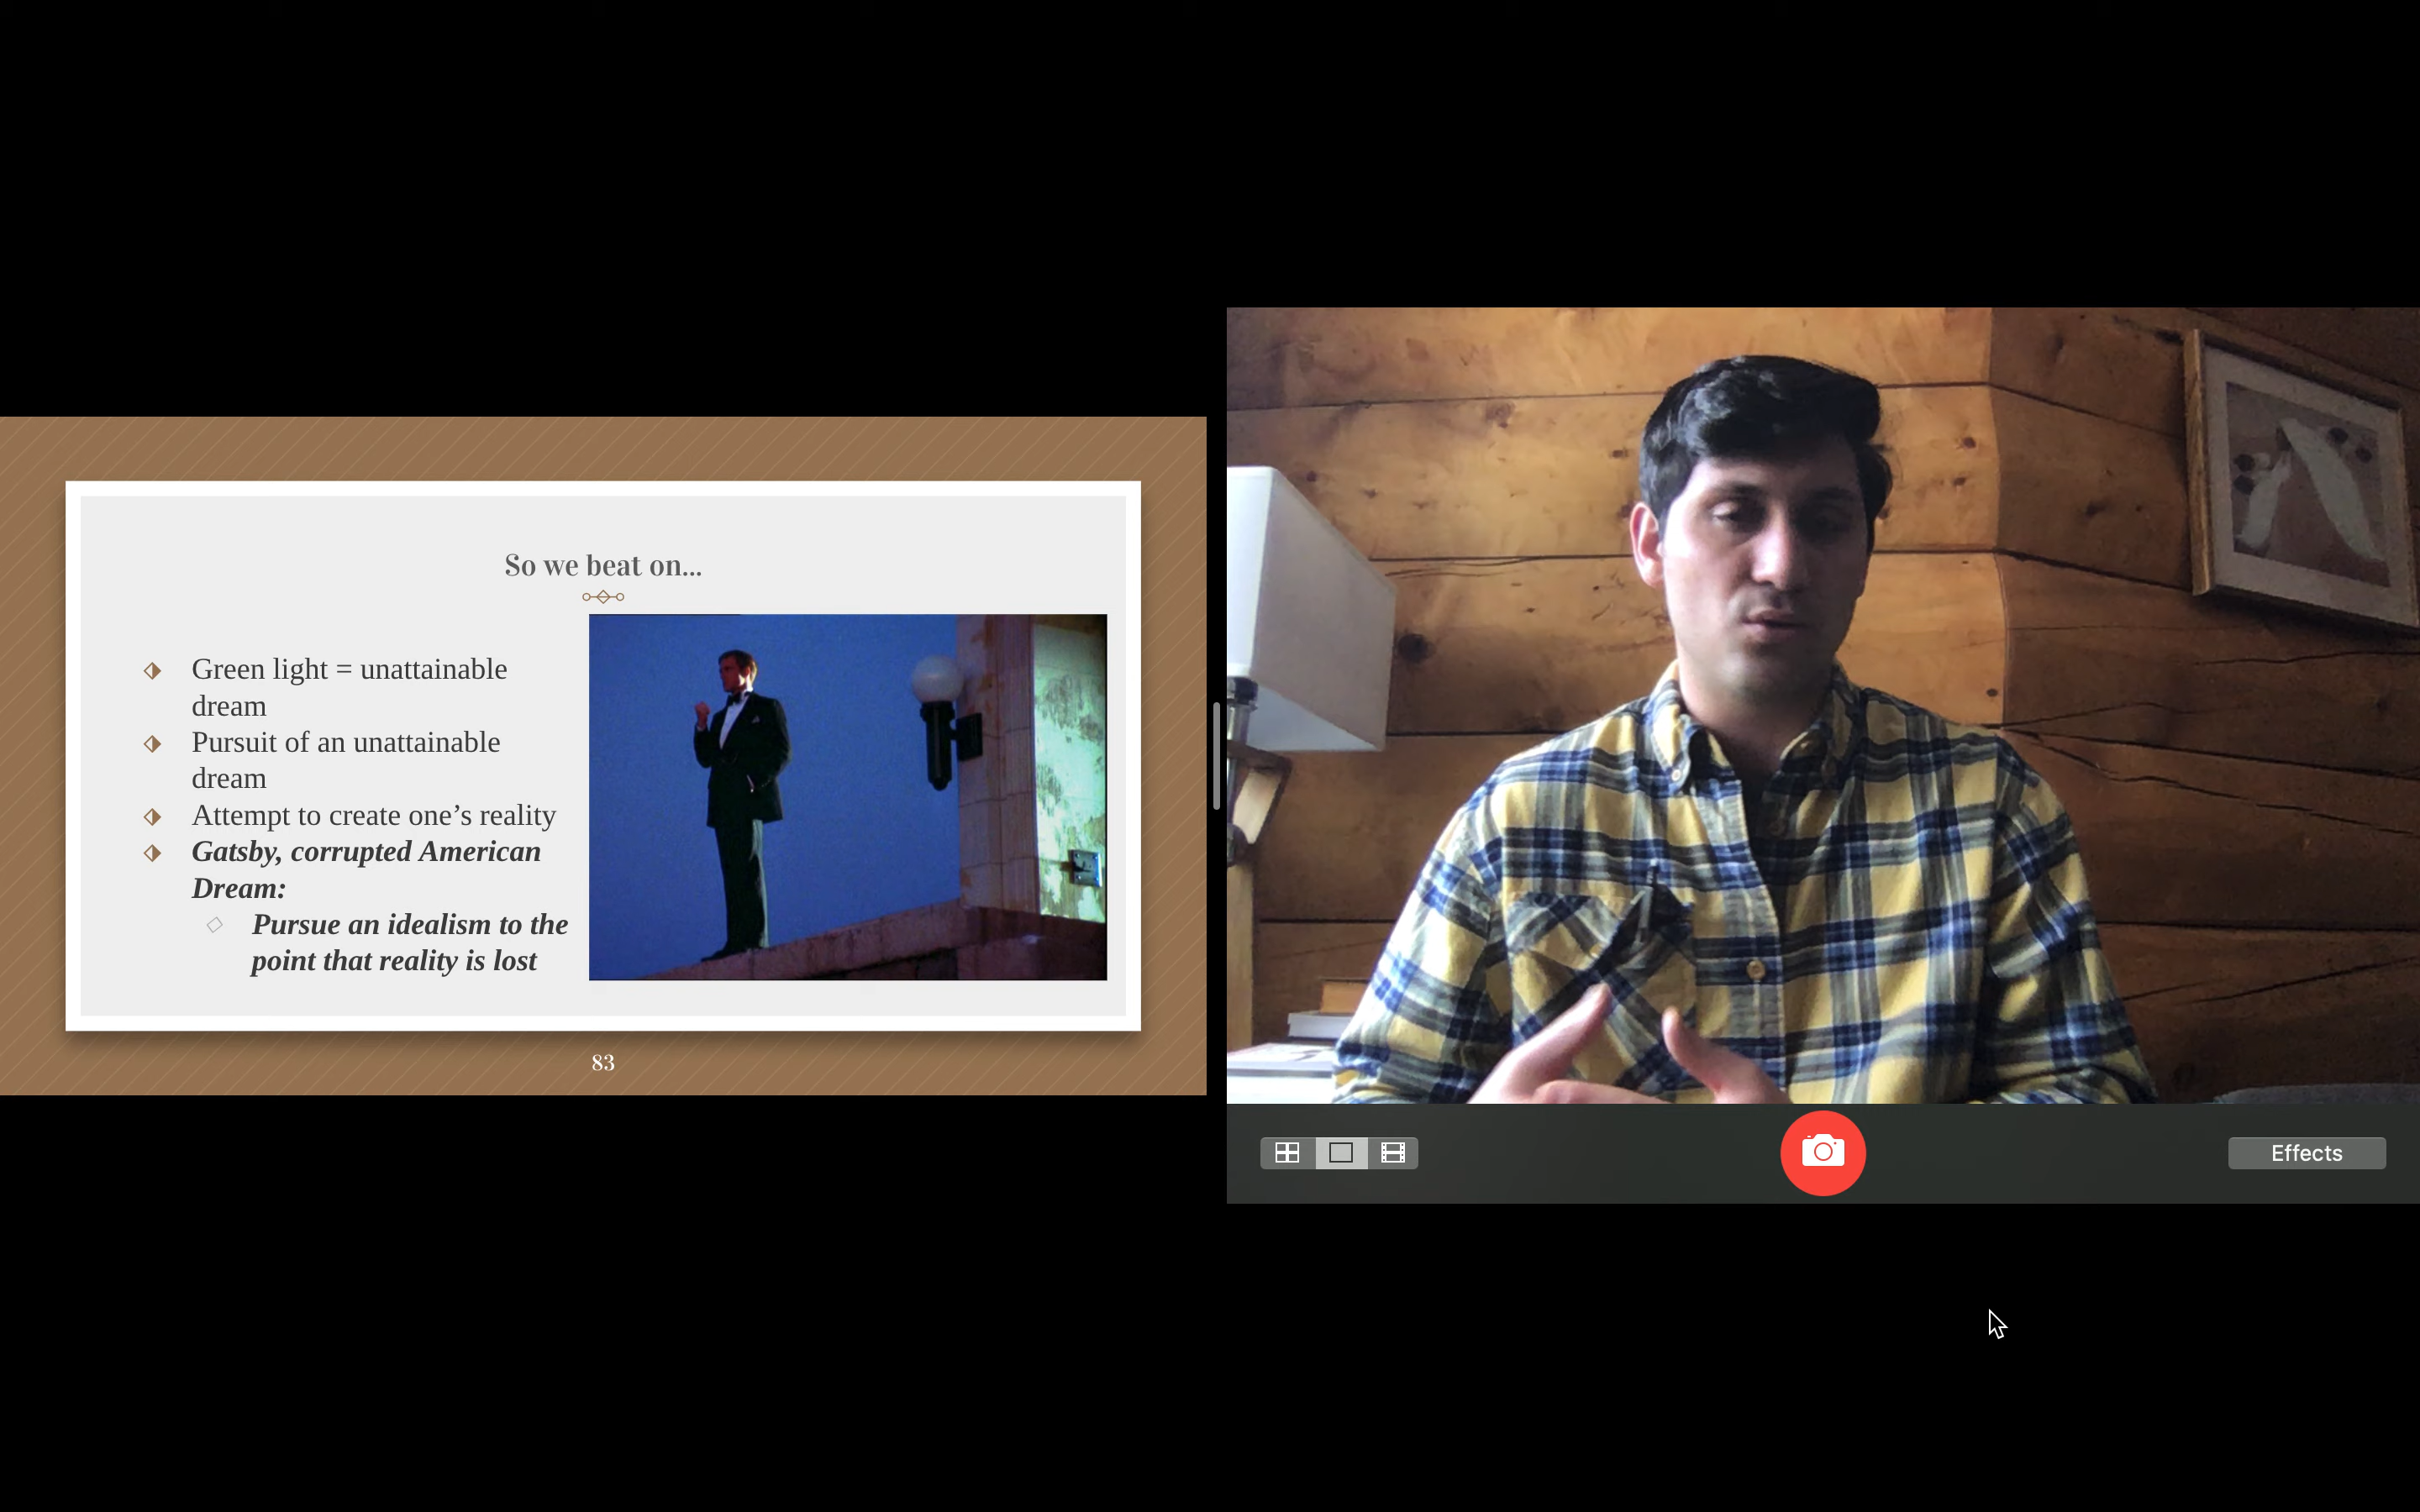 So we beat on...
Green light = unattainable
dream
Pursuit of an unattainable
dream
Attempt to create one’s reality
Gatsby, corrupted American
Dream:
Pursue an idealism to the
point that reality is lost
83
Effects